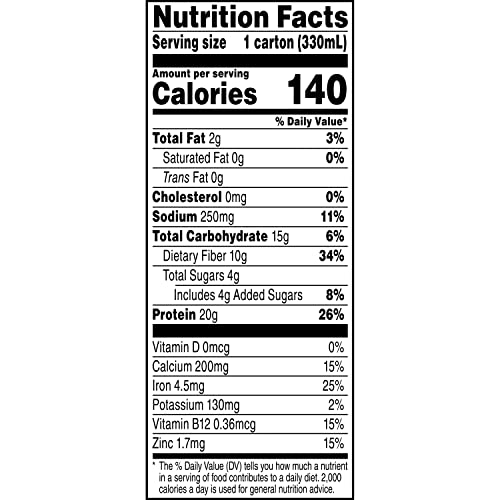 Nutrition Facts
Serving size 1 carton (330mL)
Amount per serving
Calories 140
% Daily Value*
Total Fat 2g 3%
Saturated Fat 0g 0%
Trans Fat 0g
Cholesterol 0mg 0%
Sodium 250mg 11%
Total Carbohydrate 15g 6%
Dietary Fiber 10g 34%
Total Sugars 4g
Includes 4g Added Sugars 8%
Protein 20g 26%
Vitamin D 0mcg 0%
Calcium 200mg 15%
Iron 4.5mg 25%
Potassium 130mg 2%
Vitamin B12 0.36mcg 15%
Zinc 1.7mg 15%
* The % Daily Value (DV) tells you how much a nutrient
in a serving of food contributes to a daily diet. 2,000
calories a day is used for general nutrition advice.